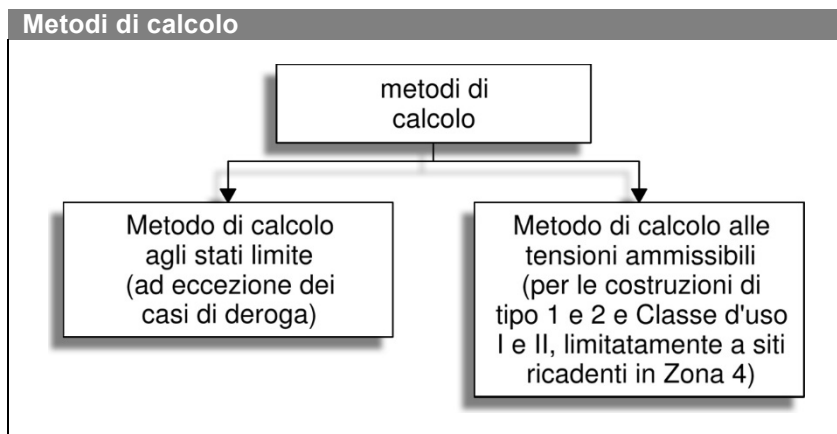 Metodi di calcolo
metodi di
calcolo
Metodo di calcolo
agli stati limite
(ad eccezione dei
casi di deroga)
Metodo di calcolo alle
tensioni ammissibili
(per le costruzioni di
tipo 1 e 2 e Classe d'uso
I e II, limitatamente a siti
ricadenti in Zona 4)